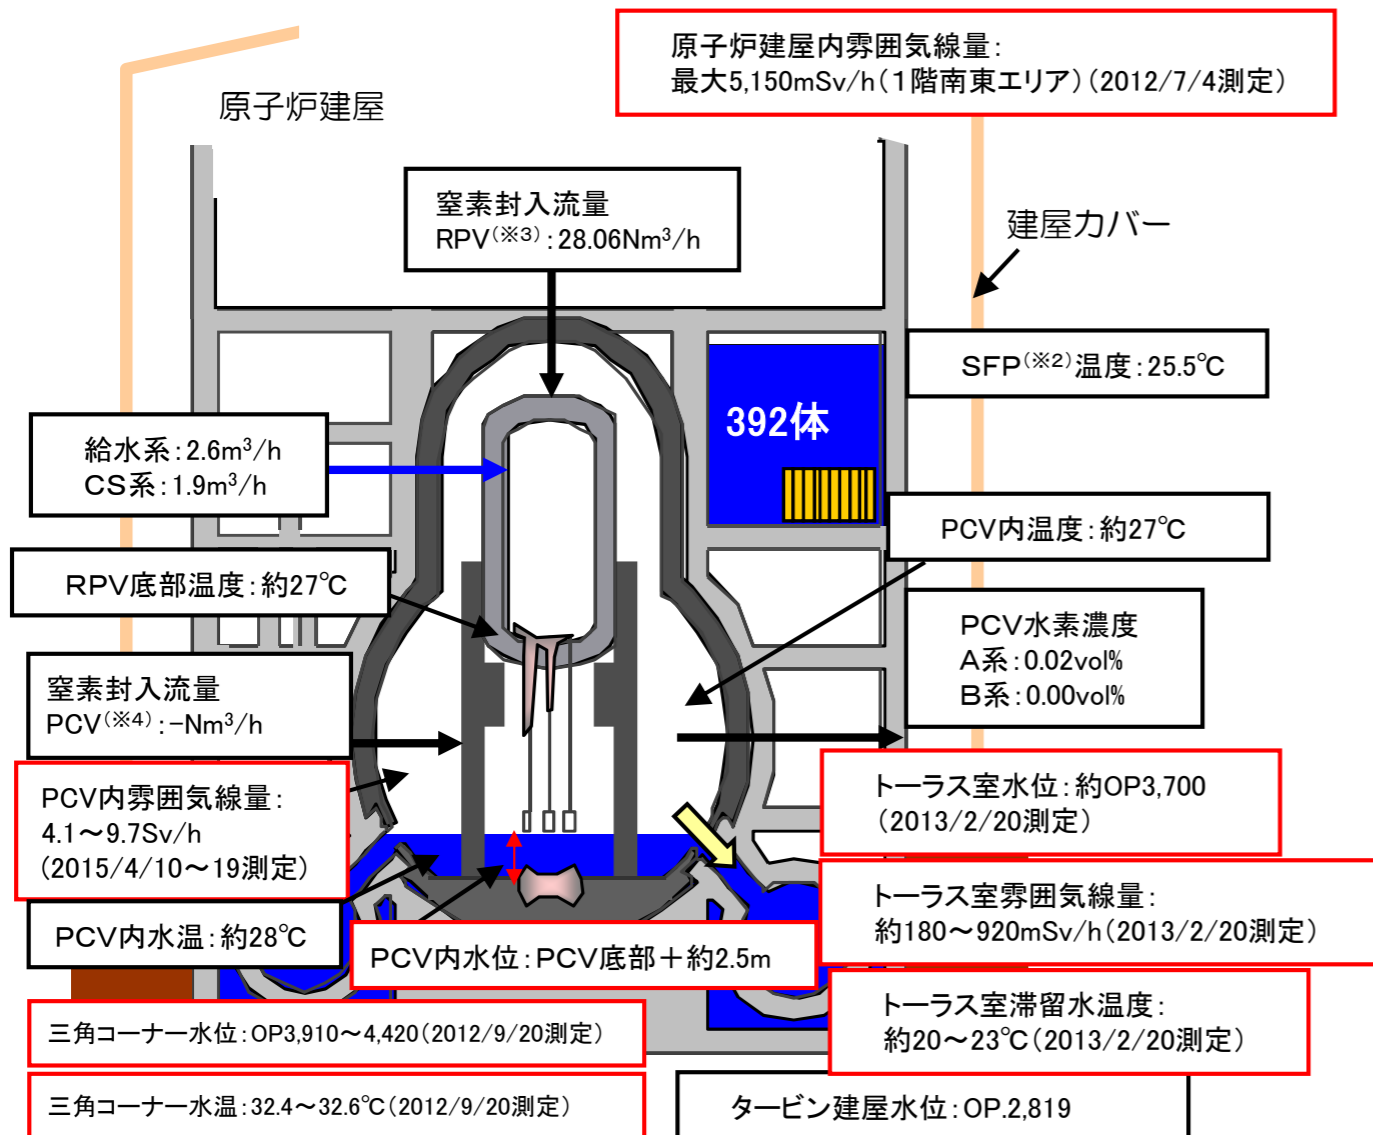 原子炉建屋内雰囲気線量：
最大5,150mSv/h（１階南東エリア）（2012/7/4測定）
原子炉建屋
窒素封入流量
RPV(※3)：28.06Nm³/h
建屋カバー
SFP(※2)温度：25.5℃
392体
給水系：2.6m³/h
CS系：1.9m³/h
PCV内温度：約27℃
RPV底部温度：約27℃
PCV水素濃度
A系：0.02vol%
B系：0.00vol%
窒素封入流量
PCV(※4)：-Nm³/h
PCV内雰囲気線量：
4.1～9.7Sv/h
(2015/4/10～19測定)
トーラス室水位：約OP3,700
(2013/2/20測定)
トーラス室雰囲気線量：
約180～920mSv/h(2013/2/20測定)
PCV内水温：約28℃
PCV内水位：PCV底部＋約2.5m
トーラス室滞留水温度：
約20～23℃(2013/2/20測定)
三角コーナー水位：OP3,910～4,420(2012/9/20測定)
三角コーナー水温：32.4～32.6℃(2012/9/20測定)
タービン建屋水位：OP.2,819